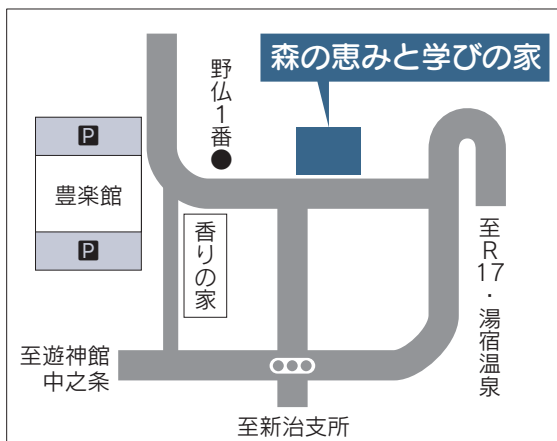 森の恵みと学びの家
野仏1番
P
豊楽館
P
香りの家
至R17・湯宿温泉
至遊神館
中之条
至新治支所